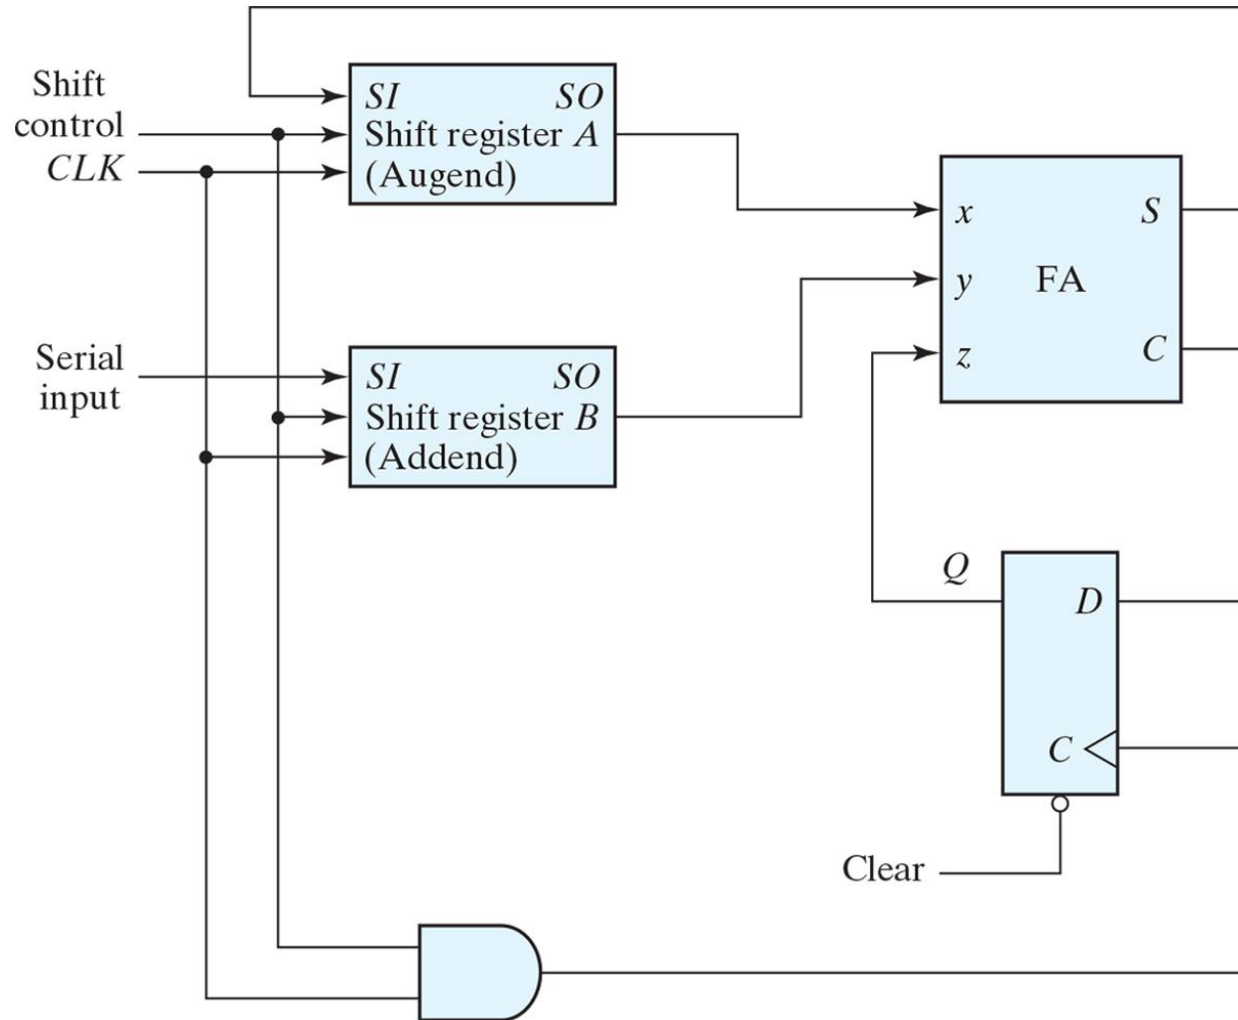 Shift
control
CLK
SI SO
Shift register A
(Augend)
x S
y FA
z C
Serial
input
SI SO
Shift register B
(Addend)
Q
D
C
Clear